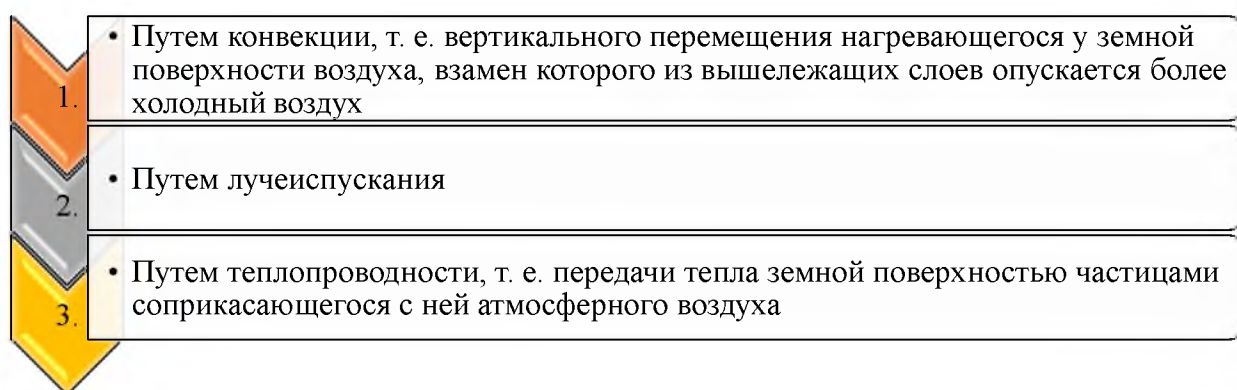 1.
• Путем конвекции, т. е. вертикального перемещения нагревающегося у земной
поверхности воздуха, взамен которого из вышележащих слоев опускается более
холодный воздух
2.
• Путем лучеиспускания
3.
• Путем теплопроводности, т. е. передачи тепла земной поверхностью частицами
соприкасающегося с ней атмосферного воздуха